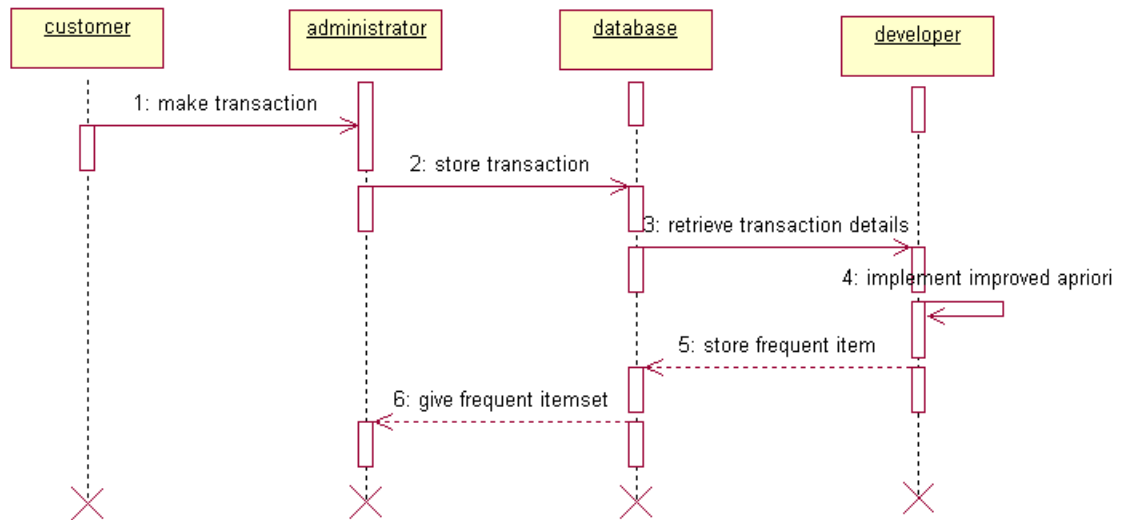 customer
administrator
database
developer
1: make transaction
2: store transaction
3: retrieve transaction details
4: implement improved apriori
5: store frequent item
6: give frequent itemset